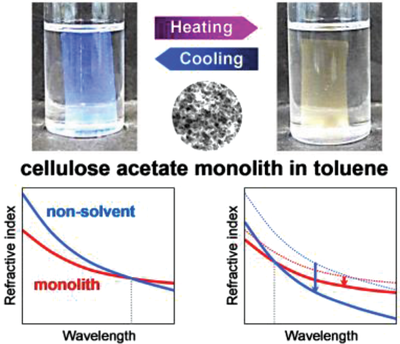 Heating
Cooling
cellulose acetate monolith in toluene
Refractive index
non-solvent
monolith
Wavelength
Refractive index
Wavelength